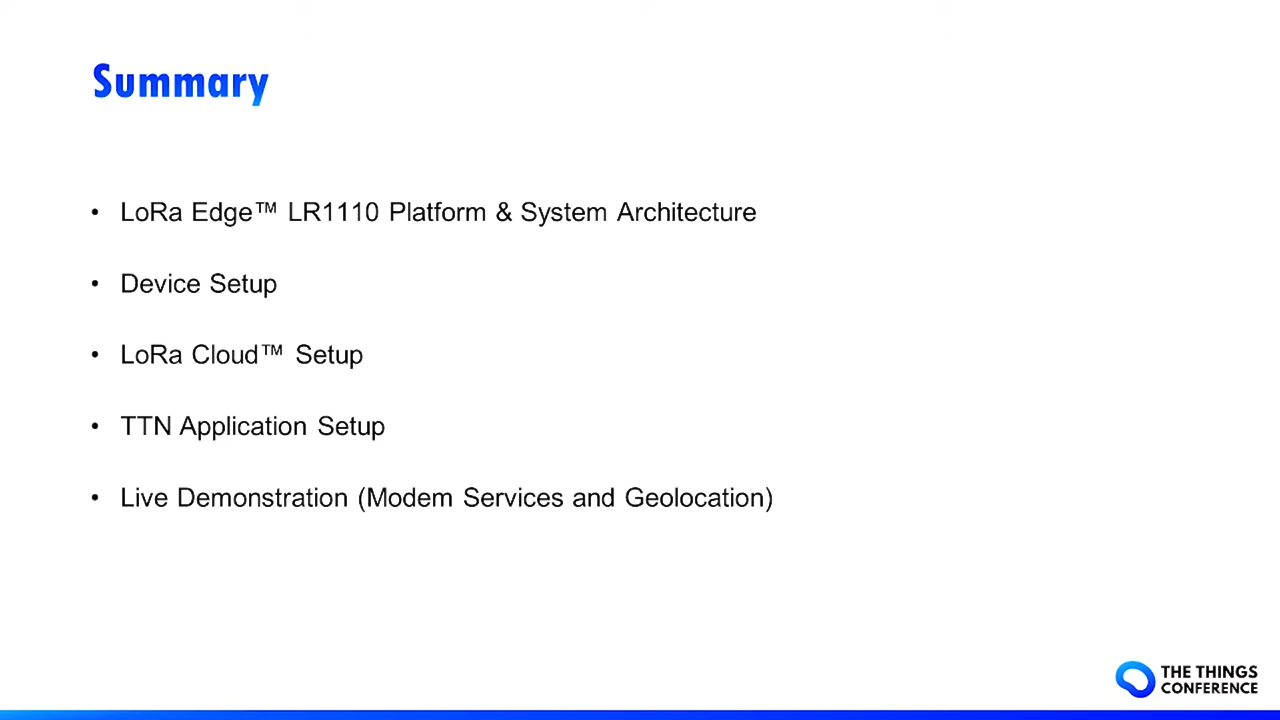 Summary
• LoRa Edge™ LR1110 Platform & System Architecture
• Device Setup
• LoRa Cloud™ Setup
• TTN Application Setup
• Live Demonstration (Modem Services and Geolocation)
THE THINGS
CONFERENCE